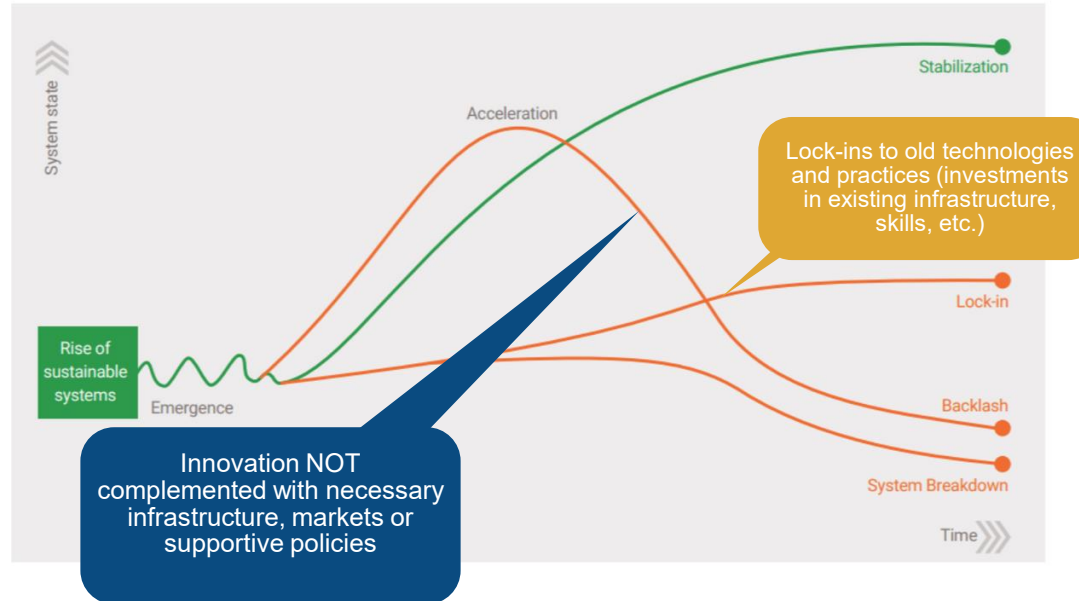 System state
Stabilization
Acceleration
Lock-ins to old technologies
and practices (investments
in existing infrastructure,
skills, etc.)
Lock-in
Rise of
sustainable
systems
Emergence
Backlash
Innovation NOT
complemented with necessary
infrastructure, markets or
supportive policies
System Breakdown
Time